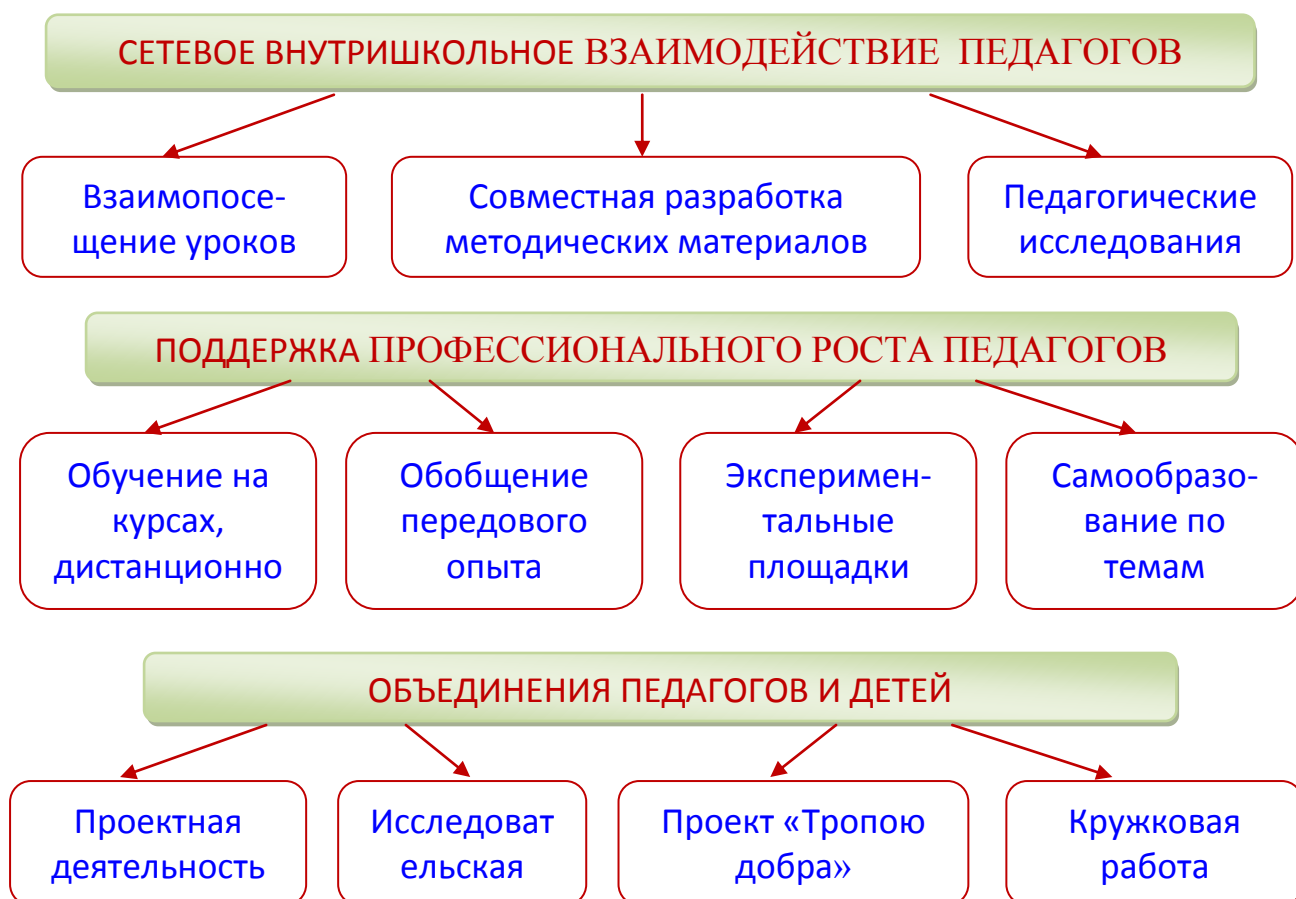 СЕТЕВОЕ ВНУТРИШКОЛЬНОЕ ВЗАИМОДЕЙСТВИЕ ПЕДАГОГОВ
Взаимопосе-
щение уроков
Совместная разработка
методических материалов
Педагогические
исследования
ПОДДЕРЖКА ПРОФЕССИОНАЛЬНОГО РОСТА ПЕДАГОГОВ
Обучение на
курсах,
дистанционно
Обобщение
передового
опыта
Эксперимен-
тальные
площадки
Самообразо-
вание по
темам
ОБЪЕДИНЕНИЯ ПЕДАГОГОВ И ДЕТЕЙ
Проектная
деятельность
Исследоват
ельская
Проект «Тропою
добра»
Кружковая
работа